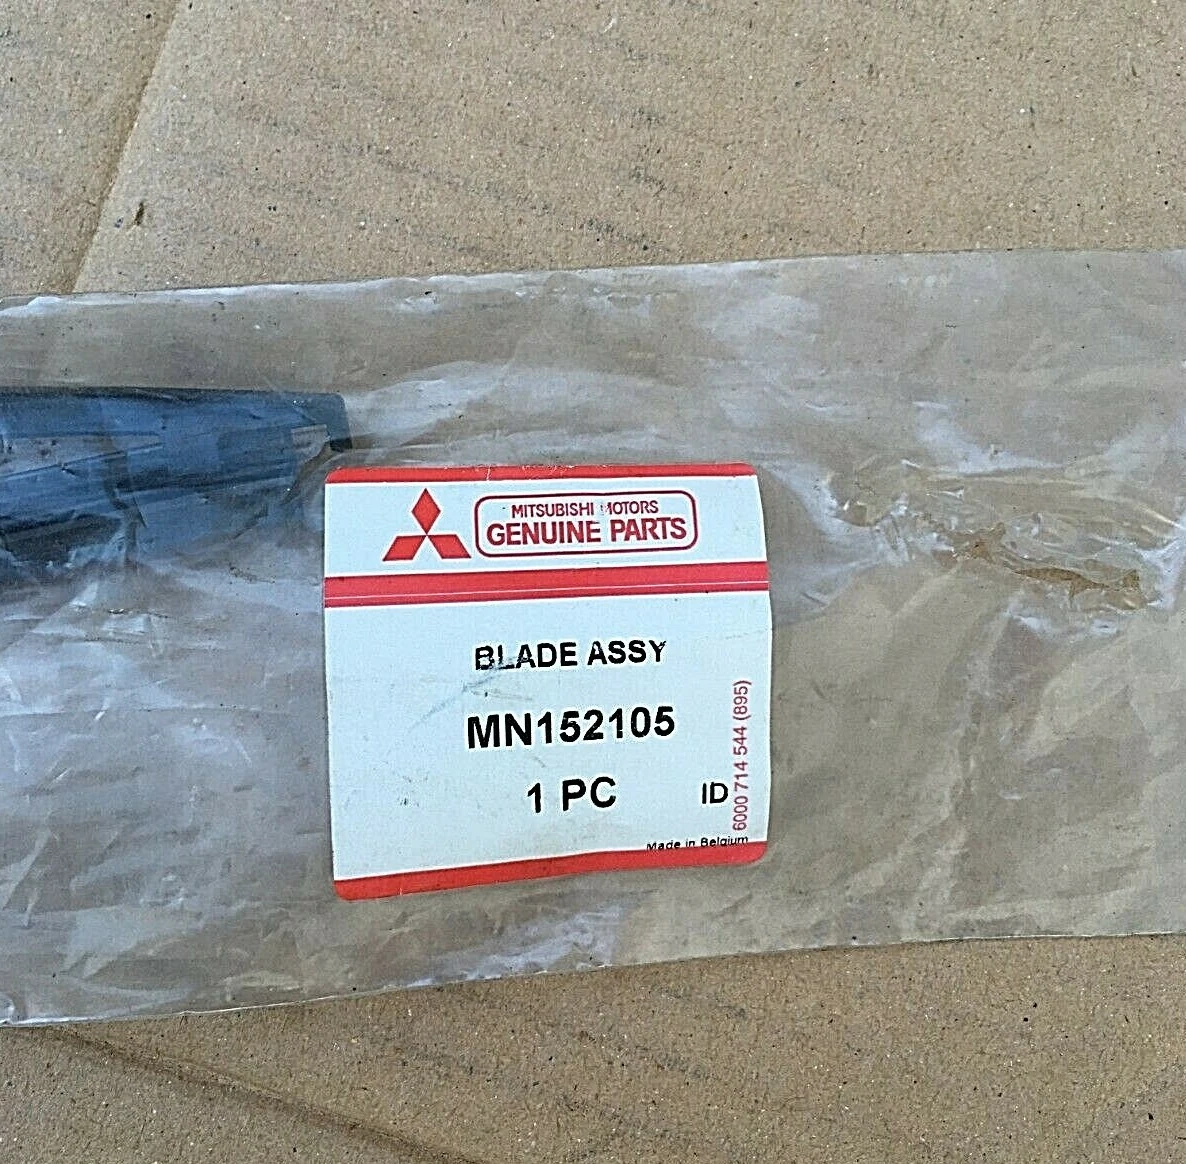 MITSUBISHI MOTORS
GENUINE PARTS
BLADE ASSY
MN152105
1 PC
ID
6000 714 544 (895)
Made in Belgium